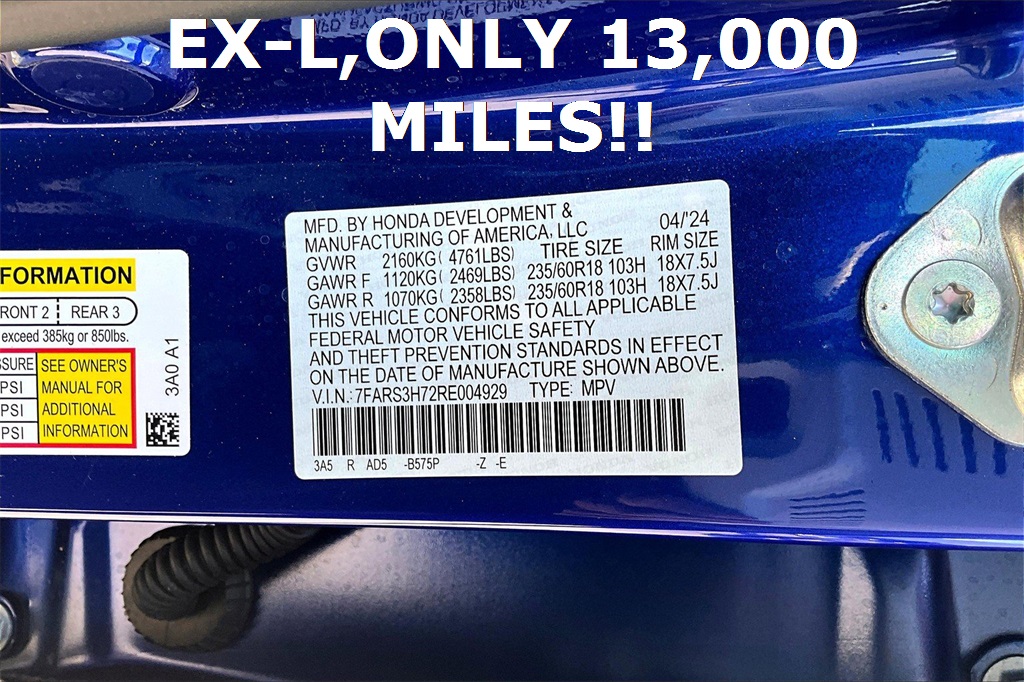 EX-L,ONLY 13,000
MILES!!
MFD. BY HONDA DEVELOPMENT &
MANUFACTURING OF AMERICA, LLC 04/'24
GVWR 2160KG( 4761LBS) TIRE SIZE RIM SIZE
GAWR F 1120KG( 2469LBS) 235/60R18 103H 18X7.5J
GAWR R 1070KG( 2358LBS) 235/60R18 103H 18X7.5J
THIS VEHICLE CONFORMS TO ALL APPLICABLE
FEDERAL MOTOR VEHICLE SAFETY
AND THEFT PREVENTION STANDARDS IN EFFECT
ON THE DATE OF MANUFACTURE SHOWN ABOVE.
V.I.N.: 7FARS3H72RE004929 TYPE: MPV
3A5 R AD5 -B575P -Z -E
FORMATION
RONT 2 REAR 3
exceed 385kg or 850lbs.
SSURE SEE OWNER'S
PSI MANUAL FOR
PSI ADDITIONAL
PSI INFORMATION
3A0 A1